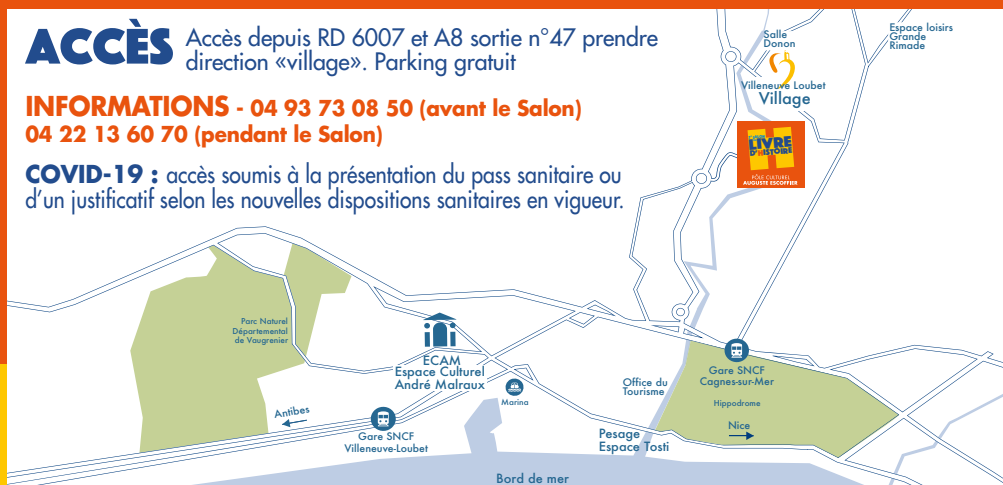 ACCÈS
Accès depuis RD 6007 et A8 sortie n°47 prendre
direction «village». Parking gratuit
INFORMATIONS - 04 93 73 08 50 (avant le Salon)
04 22 13 60 70 (pendant le Salon)
COVID-19 : accès soumis à la présentation du pass sanitaire ou
d'un justificatif selon les nouvelles dispositions sanitaires en vigueur.
Salle
Donon
Espace loisirs
Grande
Rimade
Villeneuve Loubet
Village
LIVRE
D'HISTOIRE
PÔLE CULTUREL
AUGUSTE ESCOFFIER
Parc Naturel
Départemental
de Vaugrenier
ECAM
Espace Culturel
André Malraux
Marina
Office du
Tourisme
Gare SNCF
Cagnes-sur-Mer
Hippodrome
Antibes
Gare SNCF
Villeneuve-Loubet
Nice
Pesage
Espace Tosti
Bord de mer